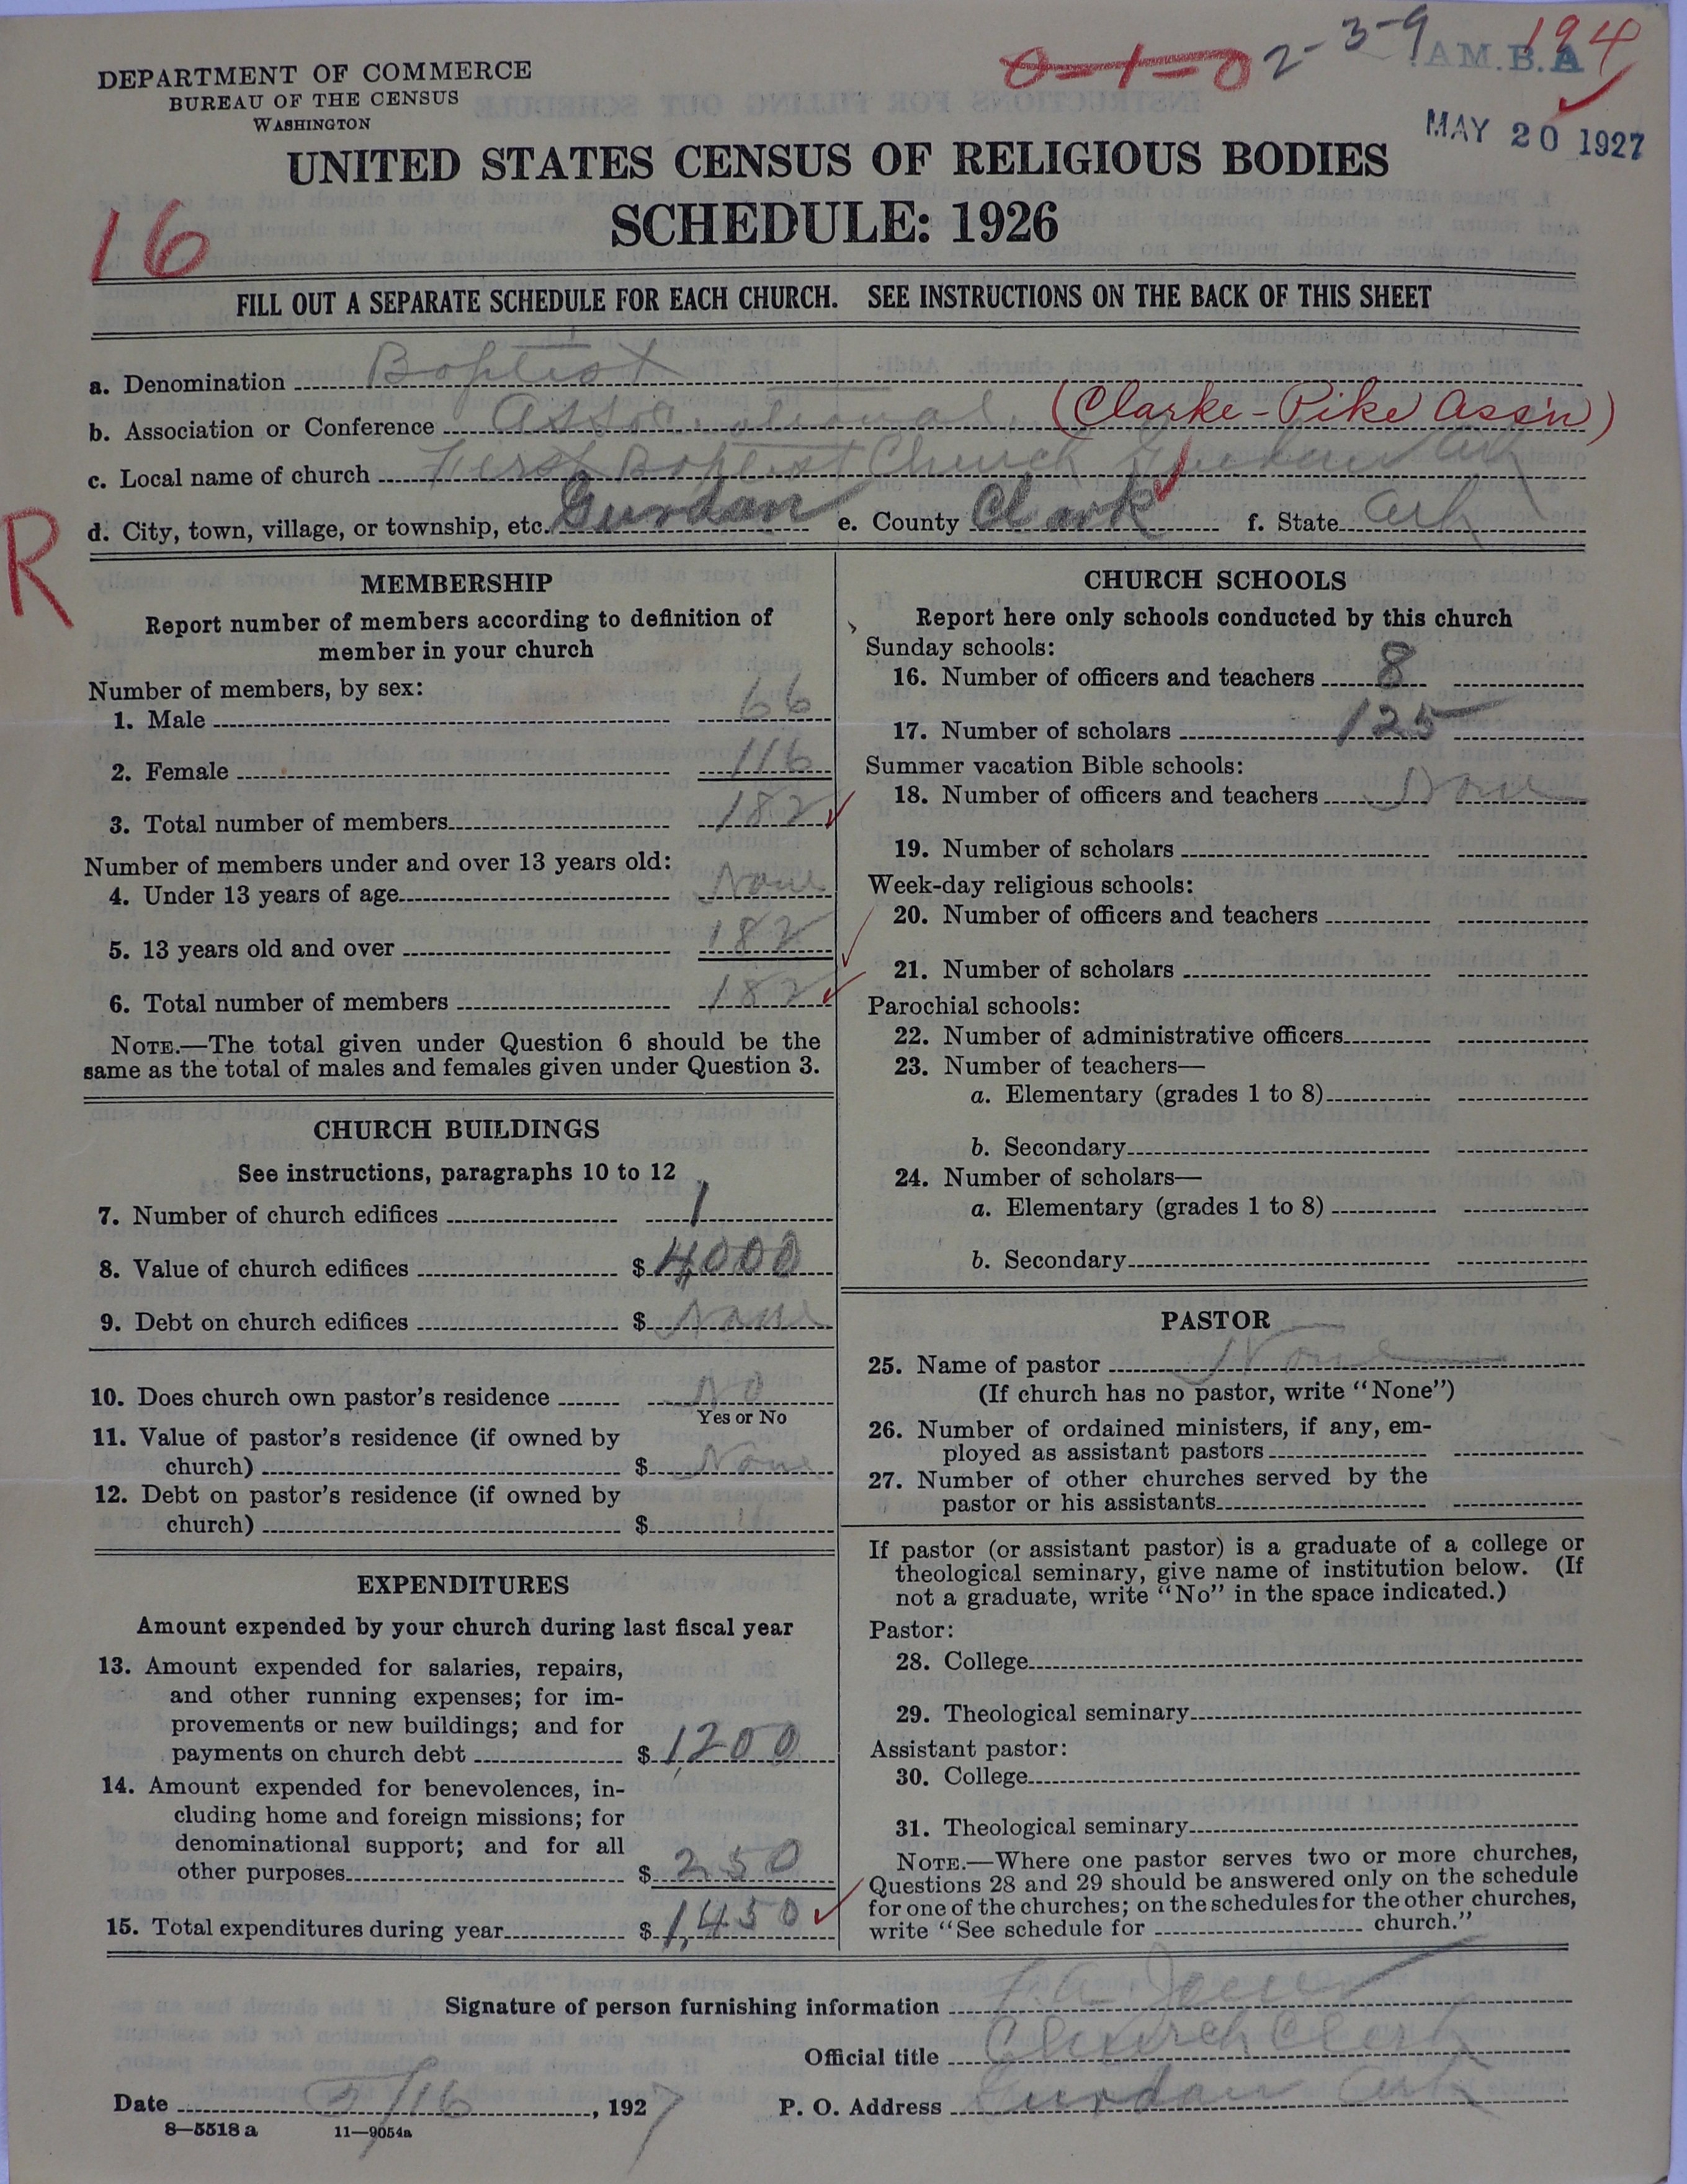 0-1-0 2-3-9 194
AM.B.A
DEPARTMENT OF COMMERCE
BUREAU OF THE CENSUS
WASHINGTON
MAY 20 1927
UNITED STATES CENSUS OF RELIGIOUS BODIES
SCHEDULE: 1926
16
FILL OUT A SEPARATE SCHEDULE FOR EACH CHURCH. SEE INSTRUCTIONS ON THE BACK OF THIS SHEET
a. Denomination Baptist
b. Association or Conference Associational (Clarke-Pike Ass'n)
c. Local name of church First Baptist Church Gurdon Ark
d. City, town, village, or township, etc. Gurdon e. County Clark f. State Ark
R
MEMBERSHIP
Report number of members according to definition of
member in your church
Number of members, by sex:
1. Male 66
2. Female 116
3. Total number of members 182
Number of members under and over 13 years old:
4. Under 13 years of age None
5. 13 years old and over 182
6. Total number of members 182
NOTE.—The total given under Question 6 should be the
same as the total of males and females given under Question 3.
CHURCH BUILDINGS
See instructions, paragraphs 10 to 12
7. Number of church edifices 1
8. Value of church edifices $ 4,000
9. Debt on church edifices $ None
10. Does church own pastor's residence No
Yes or No
11. Value of pastor's residence (if owned by
church) $ None
12. Debt on pastor's residence (if owned by
church) $ "
EXPENDITURES
Amount expended by your church during last fiscal year
13. Amount expended for salaries, repairs,
and other running expenses; for im-
provements or new buildings; and for
payments on church debt $ 1,200
14. Amount expended for benevolences, in-
cluding home and foreign missions; for
denominational support; and for all
other purposes $ 250
15. Total expenditures during year $ 1,450
CHURCH SCHOOLS
Report here only schools conducted by this church
Sunday schools:
16. Number of officers and teachers 8
17. Number of scholars 125
Summer vacation Bible schools:
18. Number of officers and teachers None
19. Number of scholars
Week-day religious schools:
20. Number of officers and teachers
21. Number of scholars
Parochial schools:
22. Number of administrative officers
23. Number of teachers—
a. Elementary (grades 1 to 8)
b. Secondary
24. Number of scholars—
a. Elementary (grades 1 to 8)
b. Secondary
PASTOR
25. Name of pastor None
(If church has no pastor, write "None")
26. Number of ordained ministers, if any, em-
ployed as assistant pastors
27. Number of other churches served by the
pastor or his assistants
If pastor (or assistant pastor) is a graduate of a college or
theological seminary, give name of institution below. (If
not a graduate, write "No" in the space indicated.)
Pastor:
28. College
29. Theological seminary
Assistant pastor:
30. College
31. Theological seminary
NOTE.—Where one pastor serves two or more churches,
Questions 28 and 29 should be answered only on the schedule
for one of the churches; on the schedules for the other churches,
write "See schedule for church."
Signature of person furnishing information
Official title Church Clerk
Date 5/16, 1927 P. O. Address Gurdon Ark
8—5518 a 11—9054a